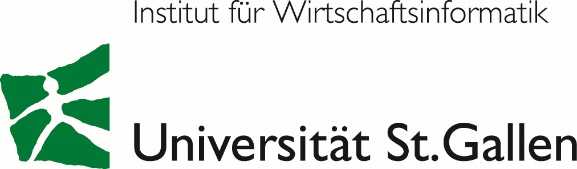 Institut für Wirtschaftsinformatik
Universität St.Gallen